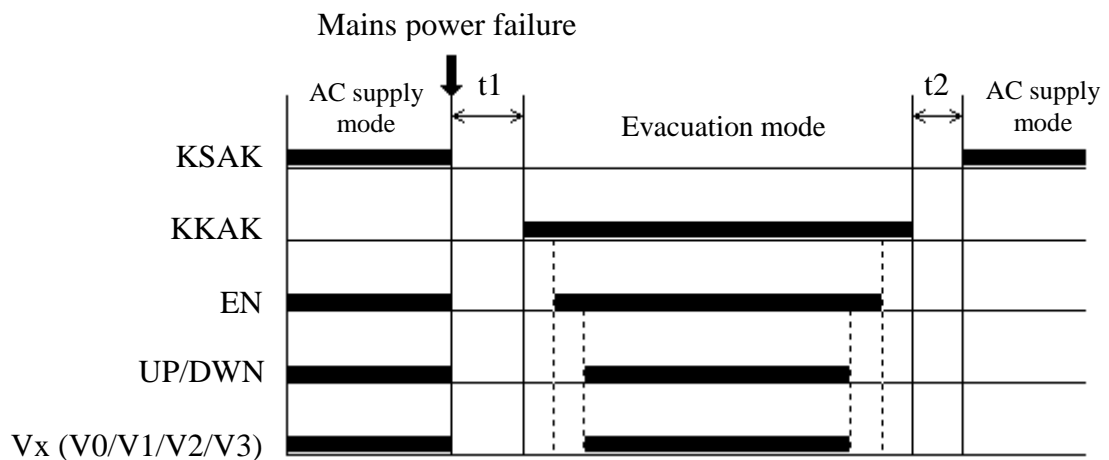 Mains power failure
AC supply
mode
t1
Evacuation mode
t2
AC supply
mode
KSAK
KKAK
EN
UP/DWN
Vx (V0/V1/V2/V3)